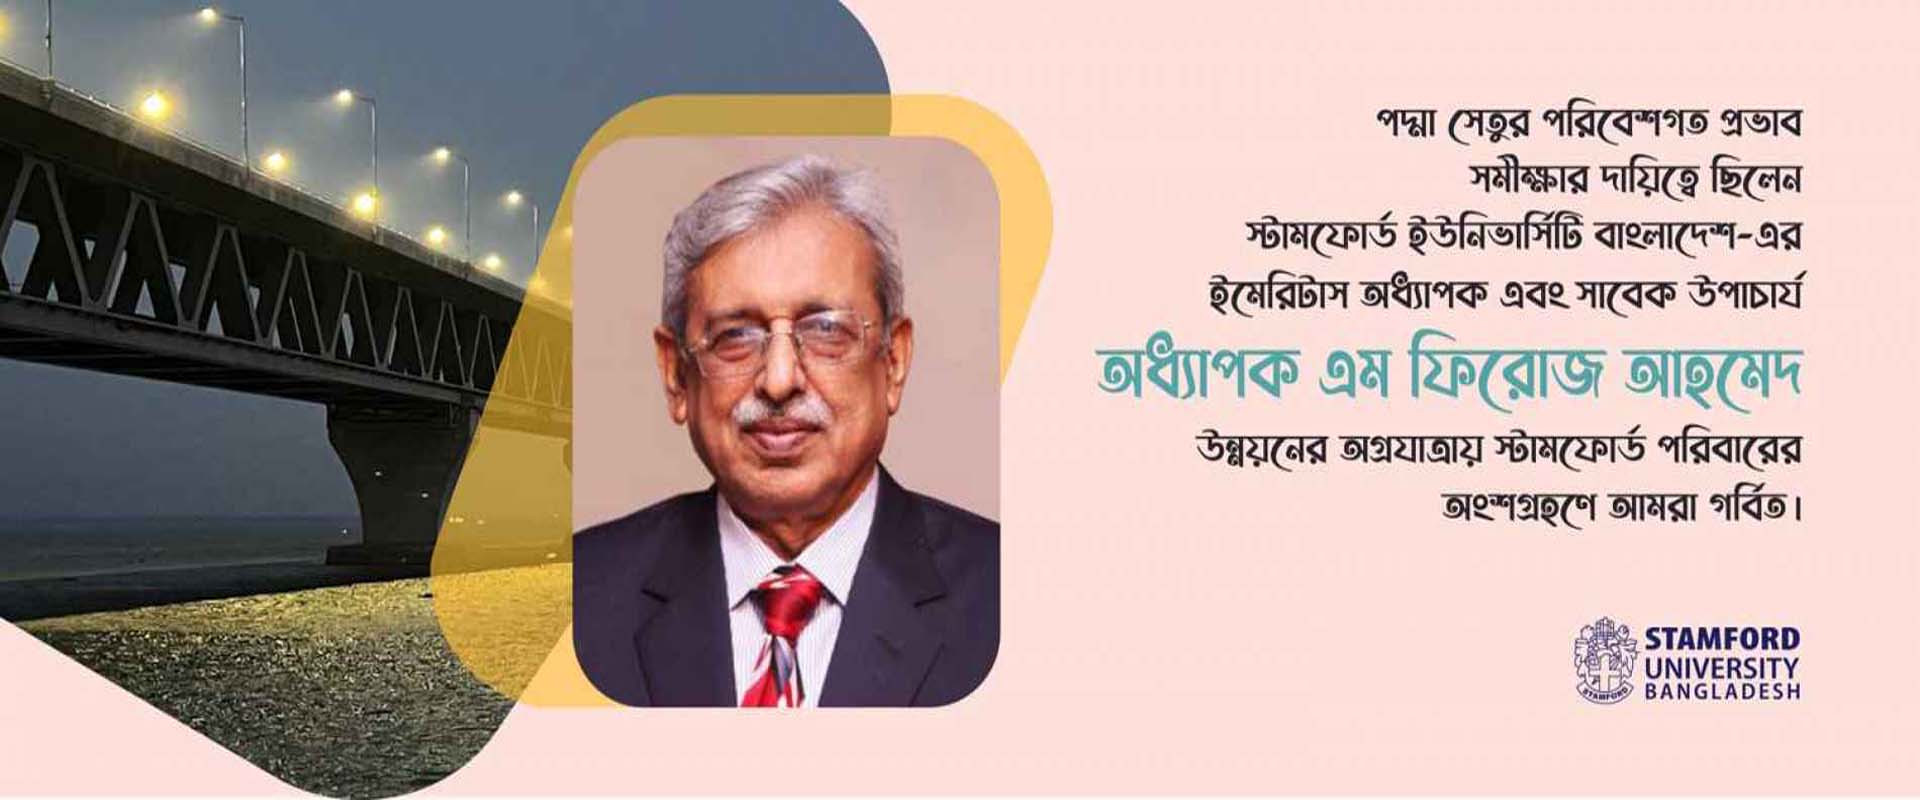 পদ্মা সেতুর পরিবেশগত প্রভাব
সমীক্ষার দায়িত্বে ছিলেন
স্টামফোর্ড ইউনিভার্সিটি বাংলাদেশ-এর
ইমেরিটাস অধ্যাপক এবং সাবেক উপাচার্য
অধ্যাপক এম ফিরোজ আহমেদ
উন্নয়নের অগ্রযাত্রায় স্টামফোর্ড পরিবারের
অংশগ্রহণে আমরা গর্বিত।
STAMFORD
UNIVERSITY
BANGLADESH
STAMFORD